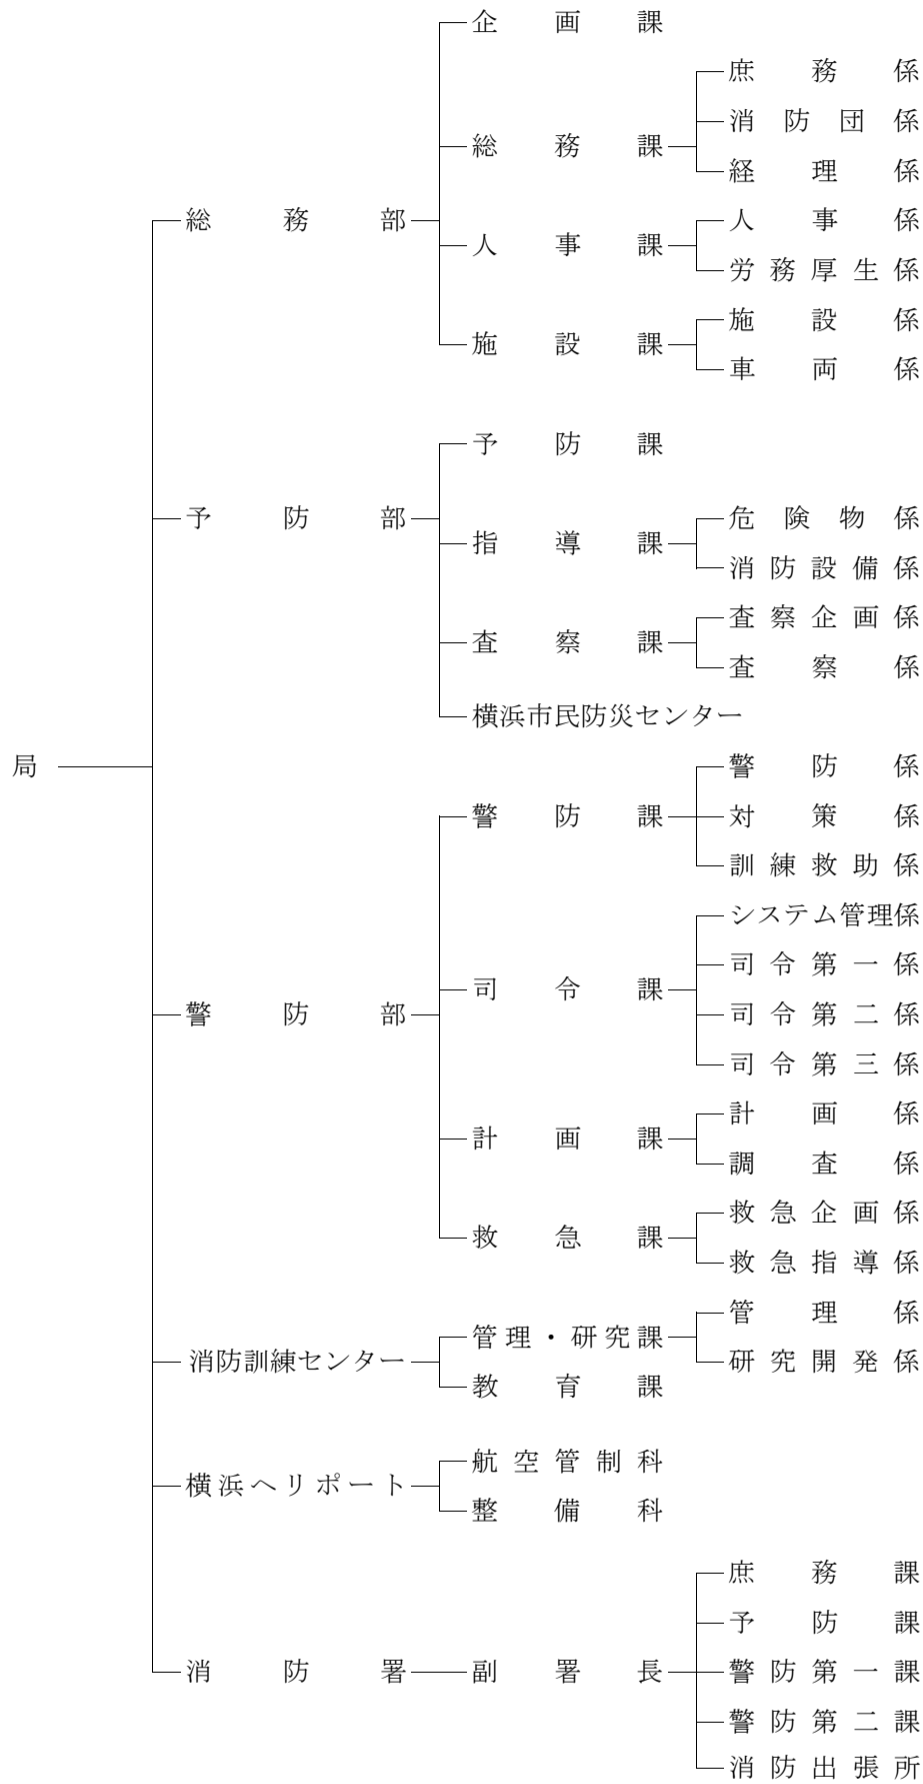 局
総務部
企画課
総務課
庶務係
消防団係
経理係
人事課
人事係
労務厚生係
施設課
施設係
車両係
予防部
予防課
指導課
危険物係
消防設備係
査察課
査察企画係
査察係
横浜市民防災センター
警防部
警防課
警防係
対策係
訓練救助係
司令課
システム管理係
司令第一係
司令第二係
司令第三係
計画課
計画係
調査係
救急課
救急企画係
救急指導係
消防訓練センター
管理・研究課
管理係
研究開発係
教育課
横浜ヘリポート
航空管制科
整備科
消防署
副署長
庶務課
予防課
警防第一課
警防第二課
消防出張所